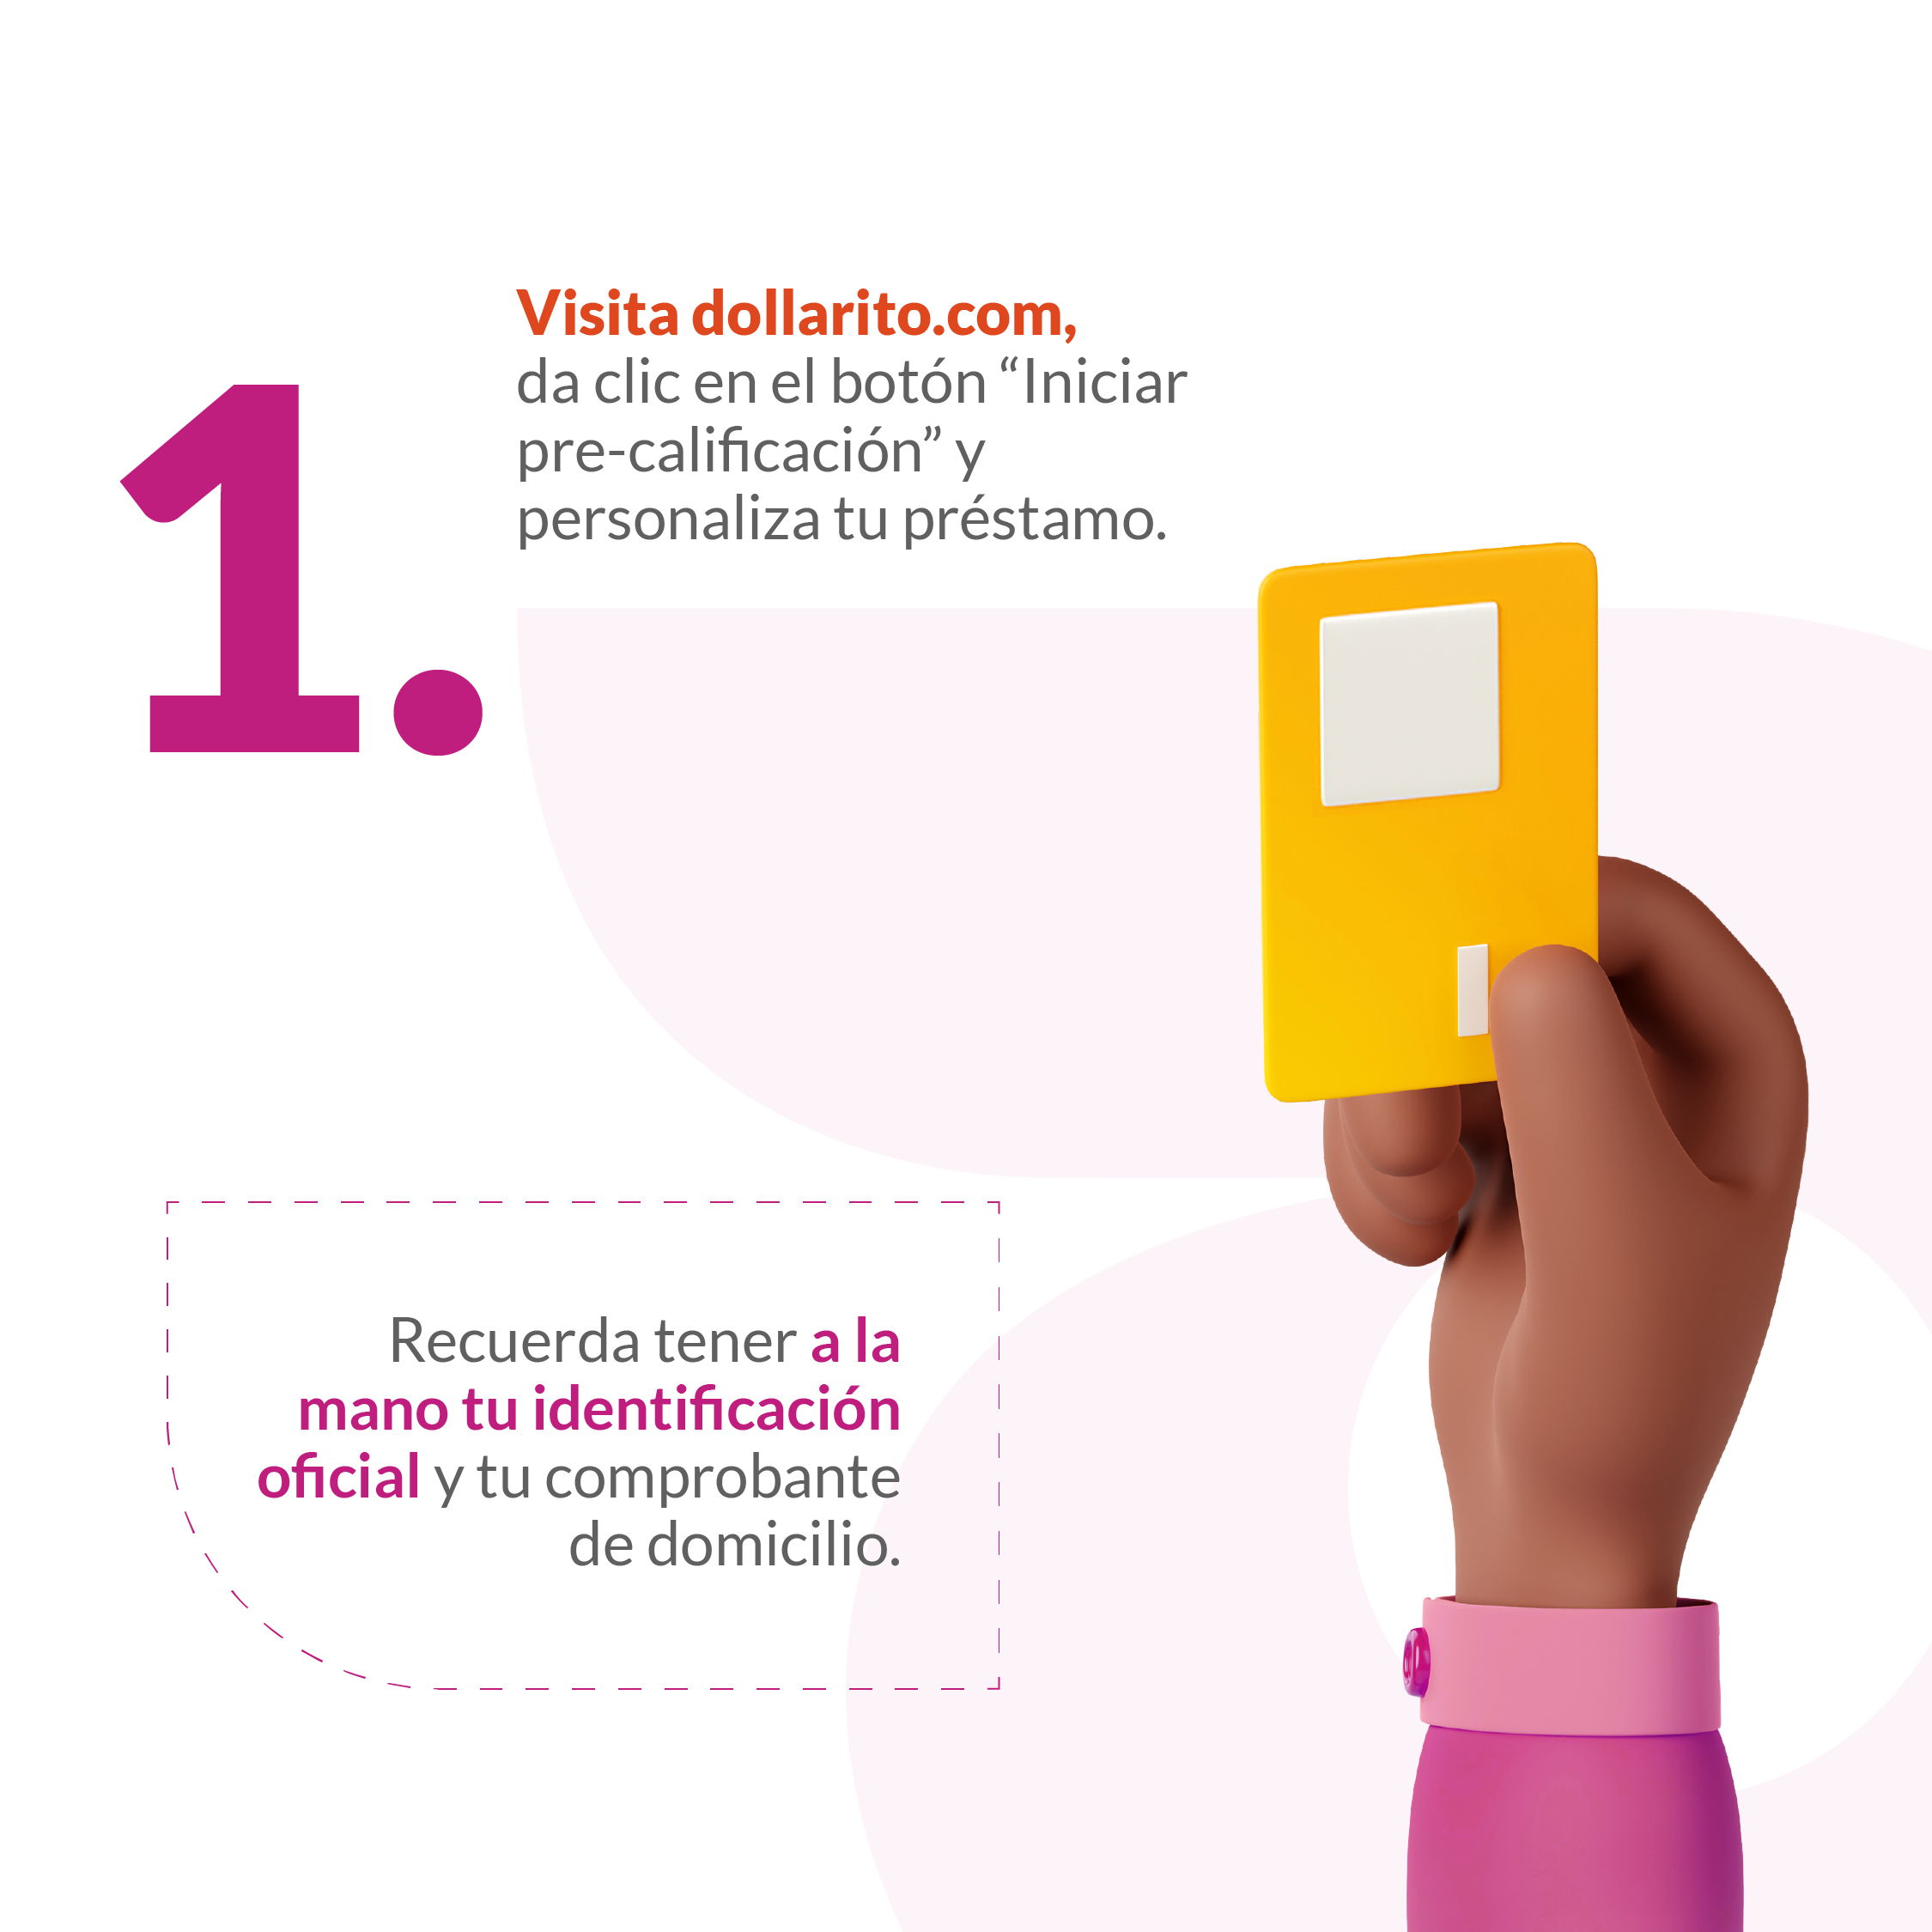 1.
Visita dollarito.com,
da clic en el botón “Iniciar
pre-calificación” y
personaliza tu préstamo.
Recuerda tener a la
mano tu identificación
oficial y tu comprobante
de domicilio.